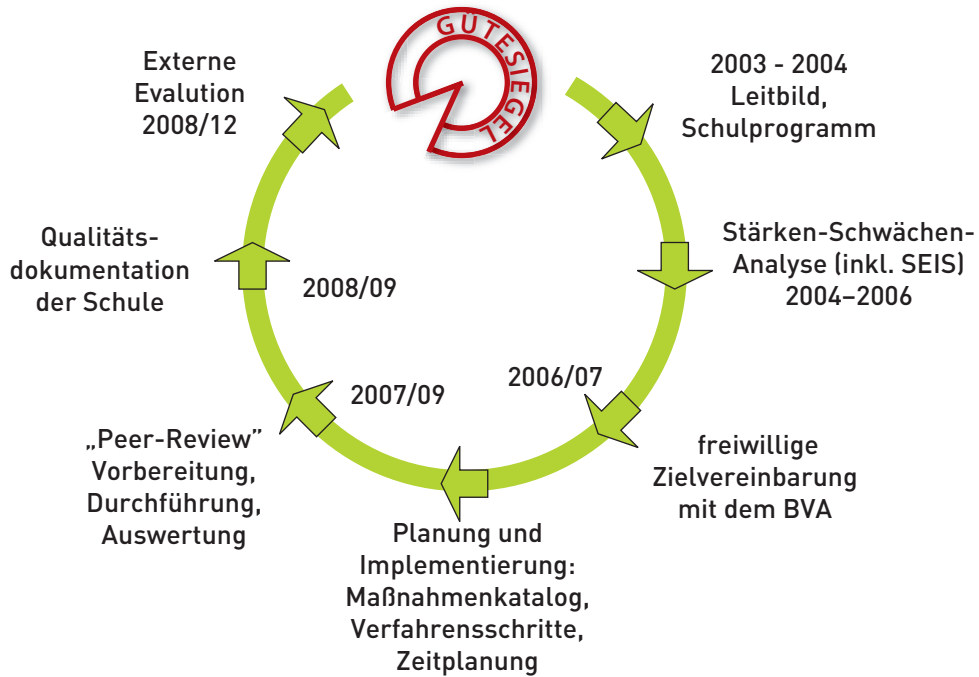 GÜTESIEGEL
2003 - 2004
Leitbild,
Schulprogramm
Stärken-Schwächen-
Analyse (inkl. SEIS)
2004–2006
2006/07
freiwillige
Zielvereinbarung
mit dem BVA
Planung und
Implementierung:
Maßnahmenkatalog,
Verfahrensschritte,
Zeitplanung
2007/09
„Peer-Review”
Vorbereitung,
Durchführung,
Auswertung
2008/09
Qualitäts-
dokumentation
der Schule
Externe
Evalution
2008/12